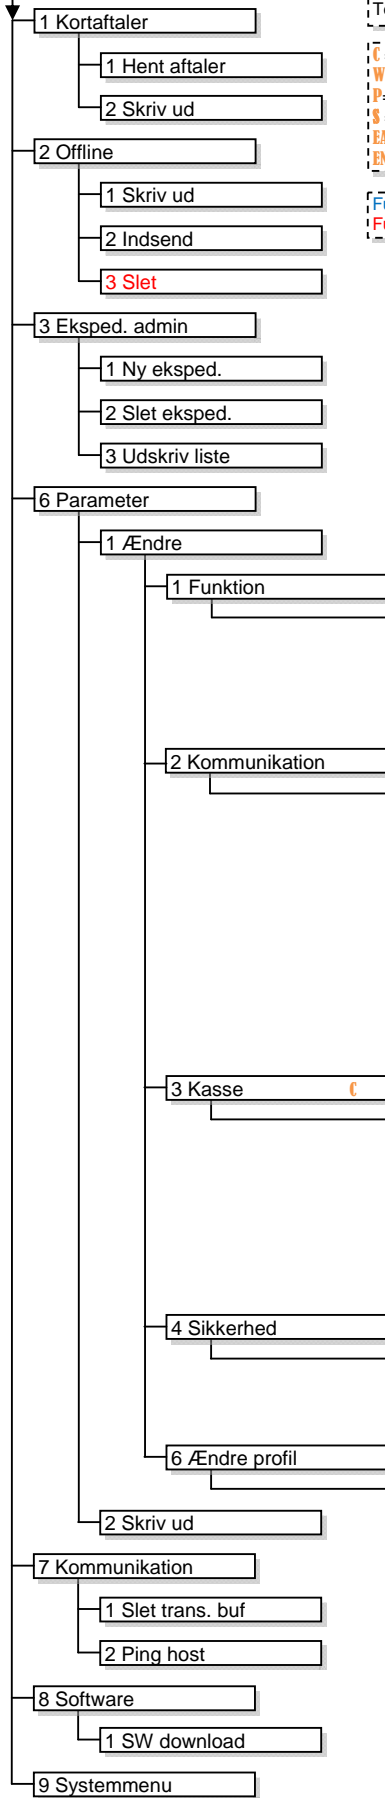 1 Kortaftaler
1 Hent aftaler
2 Skriv ud
2 Offline
1 Skriv ud
2 Indsend
3 Slet
3 Eksped. admin
1 Ny eksped.
2 Slet eksped.
3 Udskriv liste
6 Parameter
1 Ændre
1 Funktion
2 Kommunikation
3 Kasse C
4 Sikkerhed
6 Ændre profil
2 Skriv ud
7 Kommunikation
1 Slet trans. buf
2 Ping host
8 Software
1 SW download
9 Systemmenu
C
W
P=
S